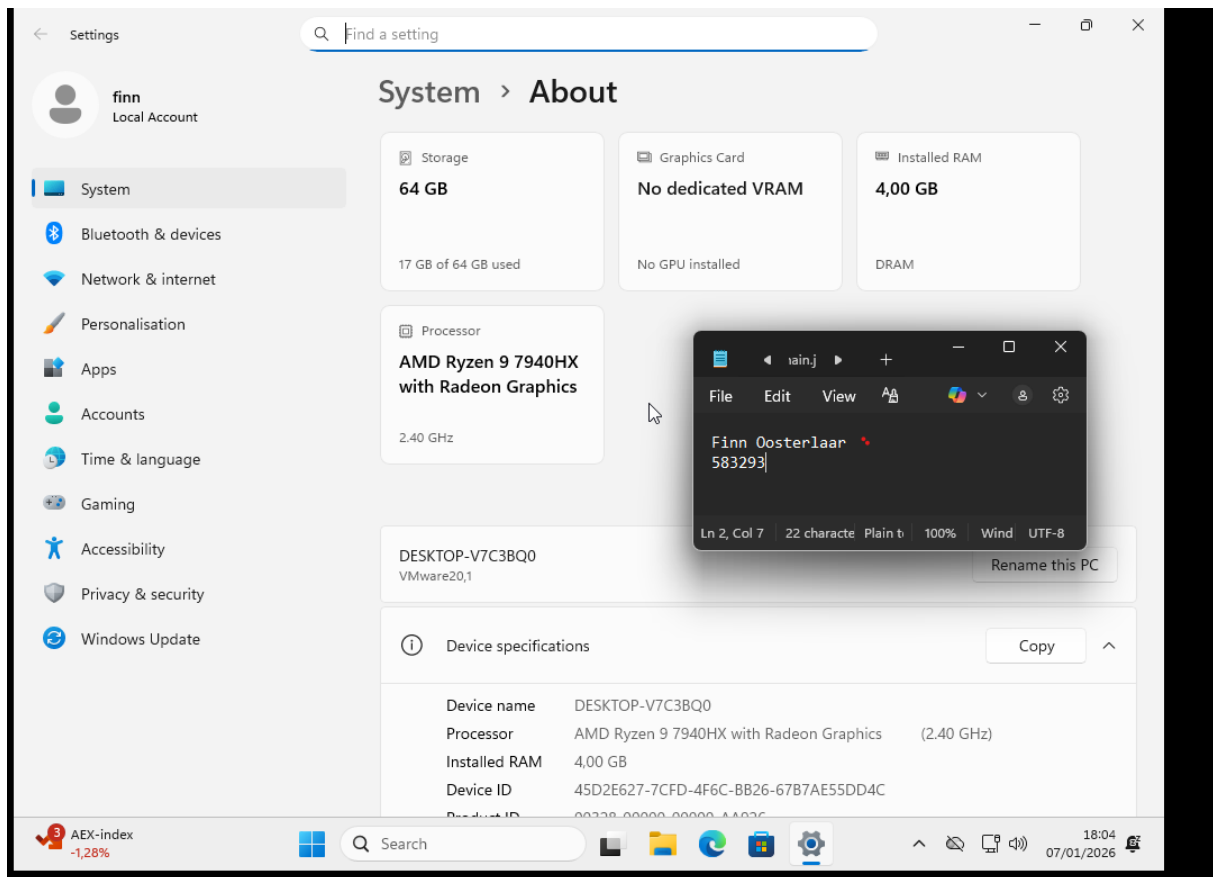 Settings
Find a setting
finn
Local Account
System
Bluetooth & devices
Network & internet
Personalisation
Apps
Accounts
Time & language
Gaming
Accessibility
Privacy & security
Windows Update
System > About
Storage
64 GB
17 GB of 64 GB used
Graphics Card
No dedicated VRAM
No GPU installed
Installed RAM
4,00 GB
DRAM
Processor
AMD Ryzen 9 7940HX
with Radeon Graphics
2.40 GHz
File Edit View
Finn Oosterlaar
583293
Ln 2, Col 7 22 characte Plain t 100% Wind UTF-8
DESKTOP-V7C3BQ0
VMware20,1
Rename this PC
Device specifications
Copy
Device name DESKTOP-V7C3BQ0
Processor AMD Ryzen 9 7940HX with Radeon Graphics (2.40 GHz)
Installed RAM 4,00 GB
Device ID 45D2E627-7CFD-4F6C-BB26-67B7AE55DD4C
3
AEX-index
-1,28%
Search
18:04
07/01/2026